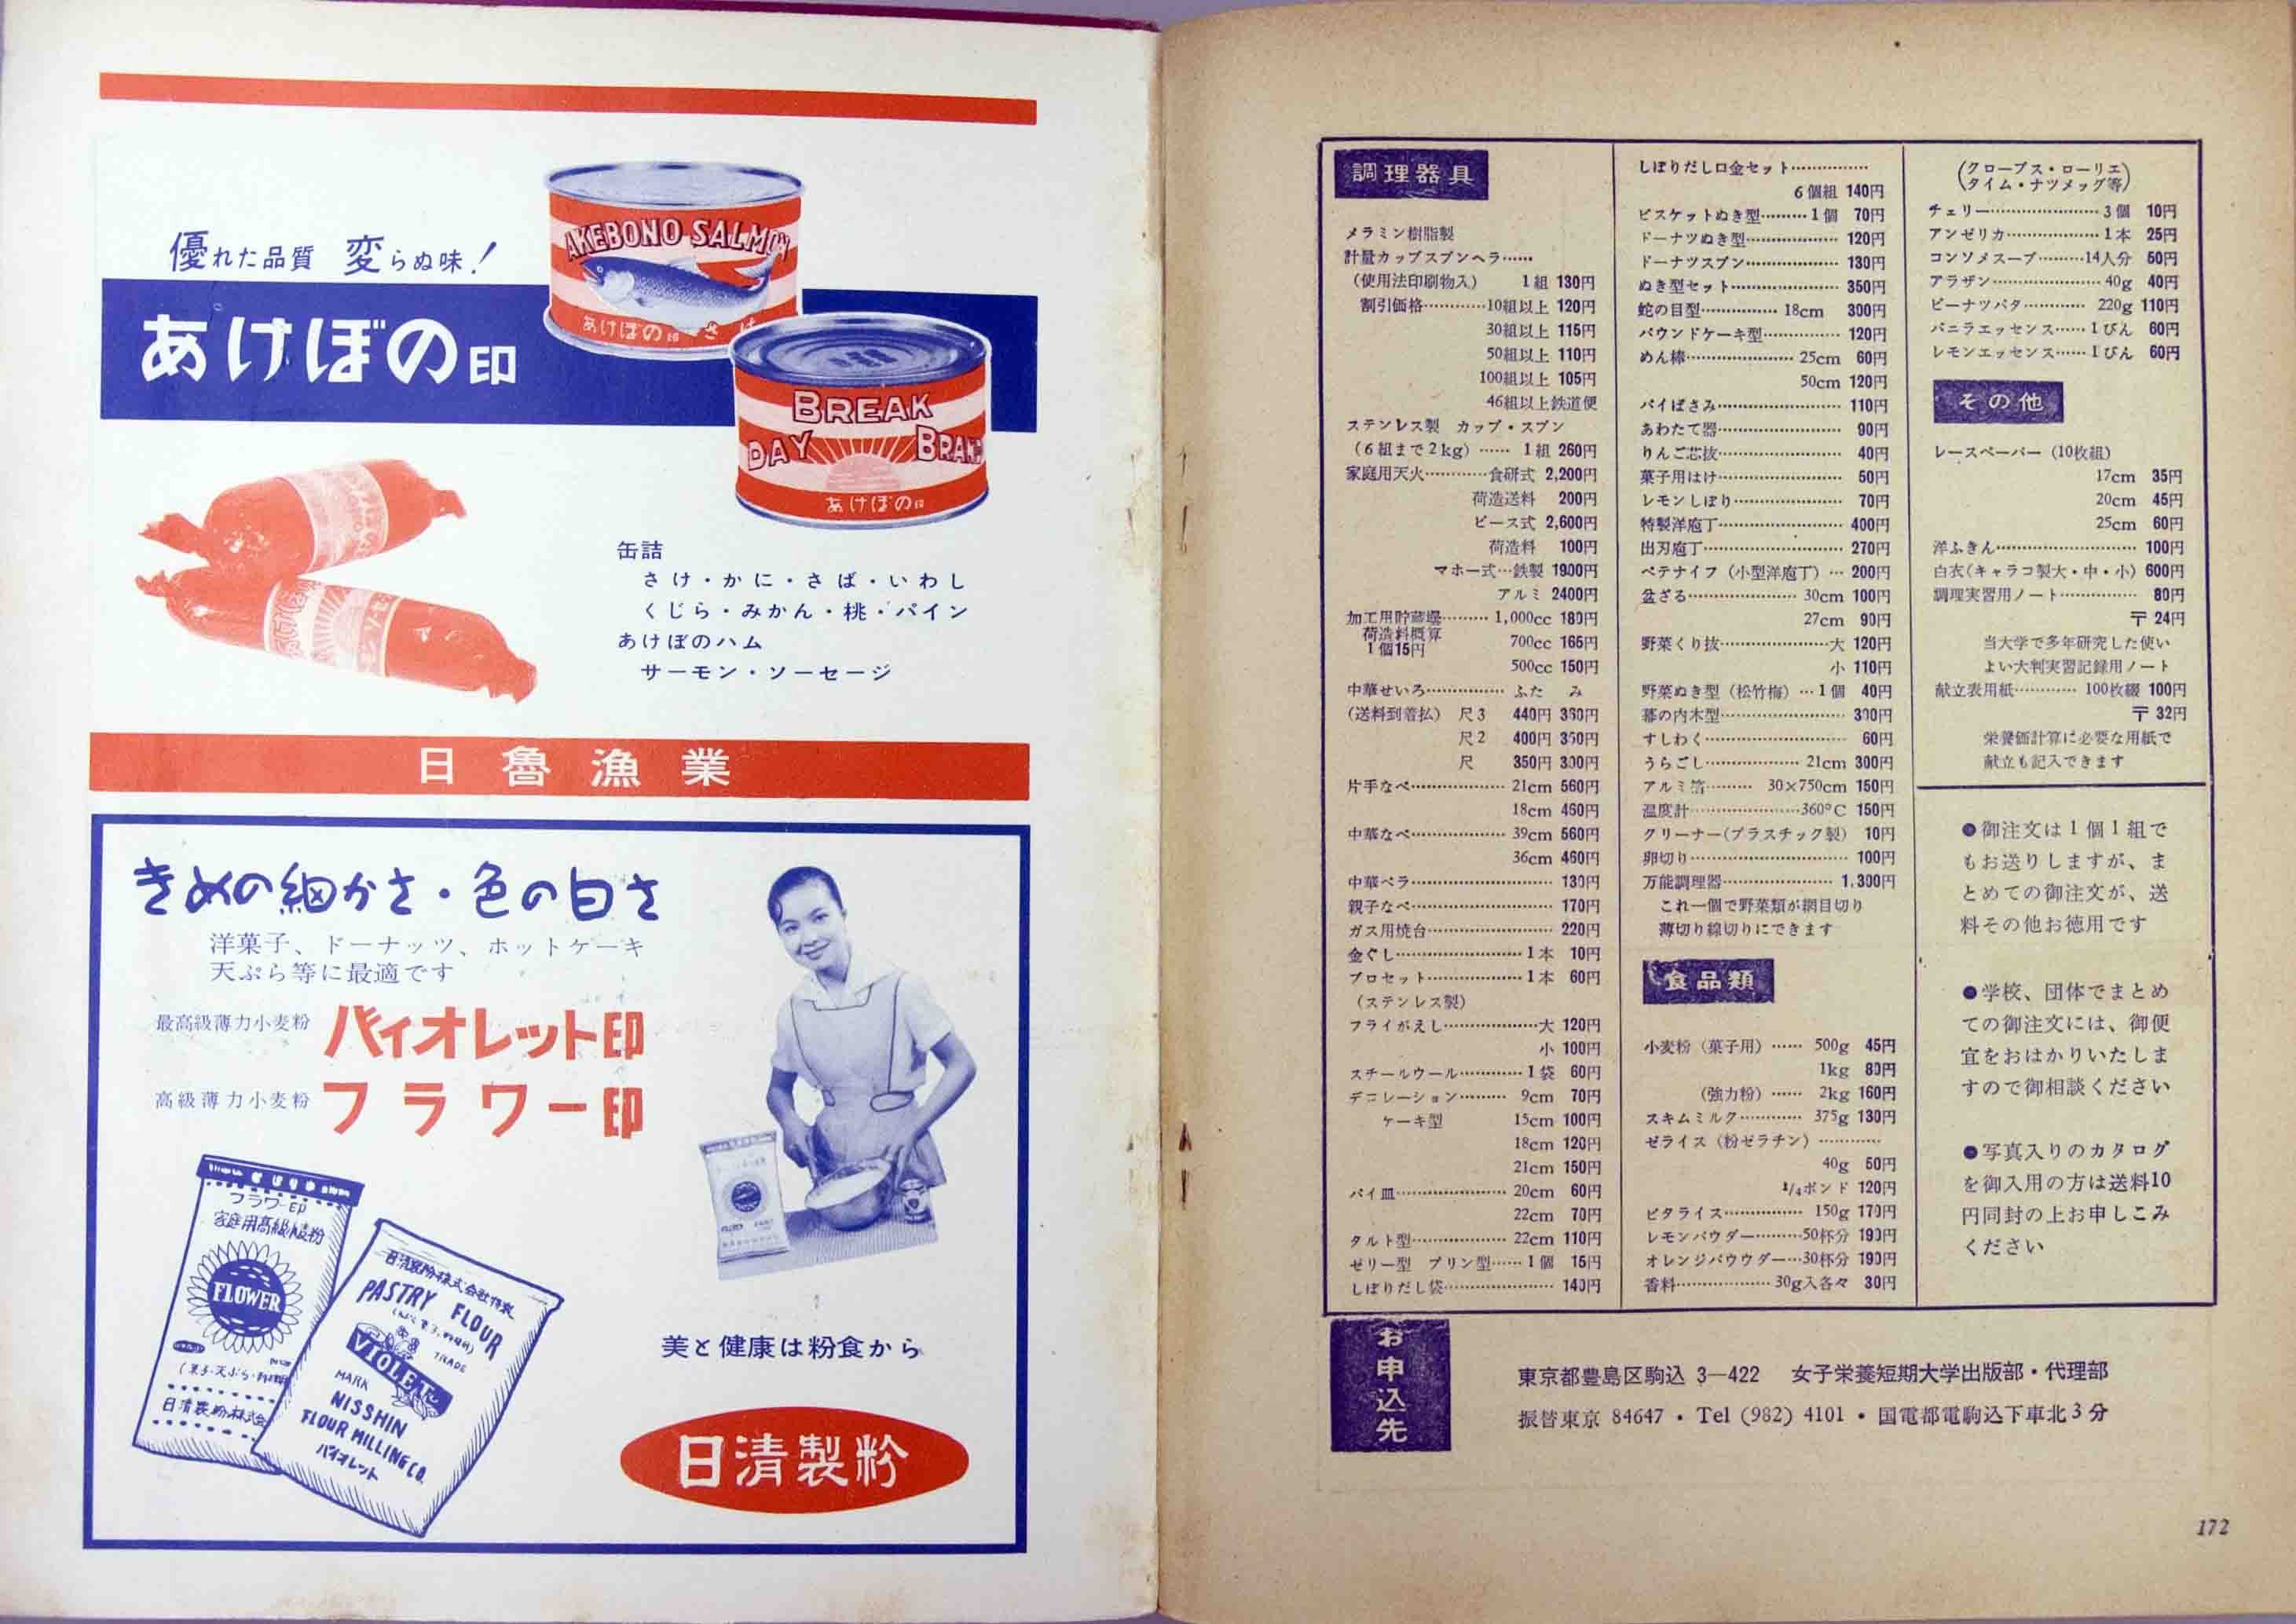 優れた品質 変らぬ味！
あけぼの印
AKEBONO SALMON
あけぼの印 さけ
BREAK
DAY BRAND
あけぼの印
缶詰
さけ・かに・さば・いわし
くじら・みかん・桃・パイン
あけぼのハム
サーモン・ソーセージ
日魯漁業
きめの細かさ・色の白さ
洋菓子、ドーナッツ、ホットケーキ
天ぷら等に最適です
最高級薄力小麦粉 バイオレット印
高級薄力小麦粉 フラワー印
フラワー印
FLOWER
日清製粉株式会
日清製粉株式会社
PASTRY FLOUR
VIOLET
TRADE
MARK
NISSHIN
FLOUR MILLING CO.
バイオレット
美と健康は粉食から
日清製粉
調理器具
メラミン樹脂製
計量カップスプンヘラ……
（使用法印刷物入） 1組 130円
割引価格…………10組以上 120円
30組以上 115円
50組以上 110円
100組以上 105円
46組以上鉄道便
ステンレス製 カップ・スプン
（6組まで2kg）…… 1組 260円
家庭用天火…………食研式 2,200円
荷造送料 200円
ピース式 2,600円
荷造料 100円
マホー式…鉄製 1900円
アルミ 2400円
加工用貯蔵壜……… 1,000cc 180円
荷造料概算 700cc 165円
1個15円
500cc 150円
中華せいろ…………… ふた み
（送料到着払） 尺3 440円 360円
尺2 400円 350円
尺 350円 300円
片手なべ……………… 21cm 560円
18cm 460円
中華なべ……………… 39cm 560円
36cm 460円
中華ベラ……………………… 130円
親子なべ……………………… 170円
ガス用焼台…………………… 220円
金ぐし……………………1本 10円
プロセット………………1本 60円
（ステンレス製）
フライがえし………………大 120円
小 100円
スチールウール…………1袋 60円
デコレーション……… 9cm 70円
ケーキ型 15cm 100円
18cm 120円
21cm 150円
パイ皿………………… 20cm 60円
22cm 70円
タルト型……………… 22cm 110円
ゼリー型 プリン型……1個 15円
しぼりだし袋………………… 140円
しぼりだし口金セット……………
6個組 140円
ビスケットぬき型………1個 70円
ドーナツぬき型……………… 120円
ドーナツスプン……………… 130円
ぬき型セット………………… 350円
蛇の目型…………… 18cm 300円
パウンドケーキ型…………… 120円
めん棒………………… 25cm 60円
50cm 120円
パイばさみ…………………… 110円
あわたて器…………………… 90円
りんご芯抜…………………… 40円
菓子用はけ…………………… 50円
レモンしぼり………………… 70円
特製洋庖丁…………………… 400円
出刃庖丁……………………… 270円
ペテナイフ（小型洋庖丁）… 200円
盆ざる………………… 30cm 100円
27cm 90円
野菜くり抜…………………大 120円
小 110円
野菜ぬき型（松竹梅）…1個 40円
幕の内木型…………………… 300円
すしわく……………………… 60円
うらごし……………… 21cm 300円
アルミ箔……… 30×750cm 150円
温度計…………………360°C 150円
クリーナー（プラスチック製） 10円
卵切り………………………… 100円
万能調理器………………… 1,300円
これ一個で野菜類が網目切り
薄切り線切りにできます
食品類
小麦粉（菓子用）…… 500g 45円
1kg 80円
（強力粉）…… 2kg 160円
スキムミルク………… 375g 130円
ゼライス（粉ゼラチン）…………
40g 50円
1/4ポンド 120円
ビタライス…………… 150g 170円
レモンパウダー………50杯分 190円
オレンジパウウダー…30杯分 190円
香料………………30g入各々 30円
（クローブス・ローリエ
タイム・ナツメッグ等）
チェリー…………………3個 10円
アンゼリカ………………1本 25円
コンソメスープ………14人分 50円
アラザン………………… 40g 40円
ピーナツバタ………… 220g 110円
バニラエッセンス……1びん 60円
レモンエッセンス……1びん 60円
その他
レースペーパー（10枚組）
17cm 35円
20cm 45円
25cm 60円
洋ふきん……………………… 100円
白衣（キャラコ製大・中・小）600円
調理実習用ノート…………… 80円
〒 24円
当大学で多年研究した使い
よい大判実習記録用ノート
献立表用紙………… 100枚綴 100円
〒 32円
栄養価計算に必要な用紙で
献立も記入できます
●御注文は1個1組で
もお送りしますが、ま
とめての御注文が、送
料その他お徳用です
●学校、団体でまとめ
ての御注文には、御便
宜をおはかりいたしま
すので御相談ください
●写真入りのカタログ
を御入用の方は送料10
円同封の上お申しこみ
ください
お申込先
東京都豊島区駒込 3—422 女子栄養短期大学出版部・代理部
振替東京 84647・Tel (982) 4101・国電都電駒込下車北3分
172